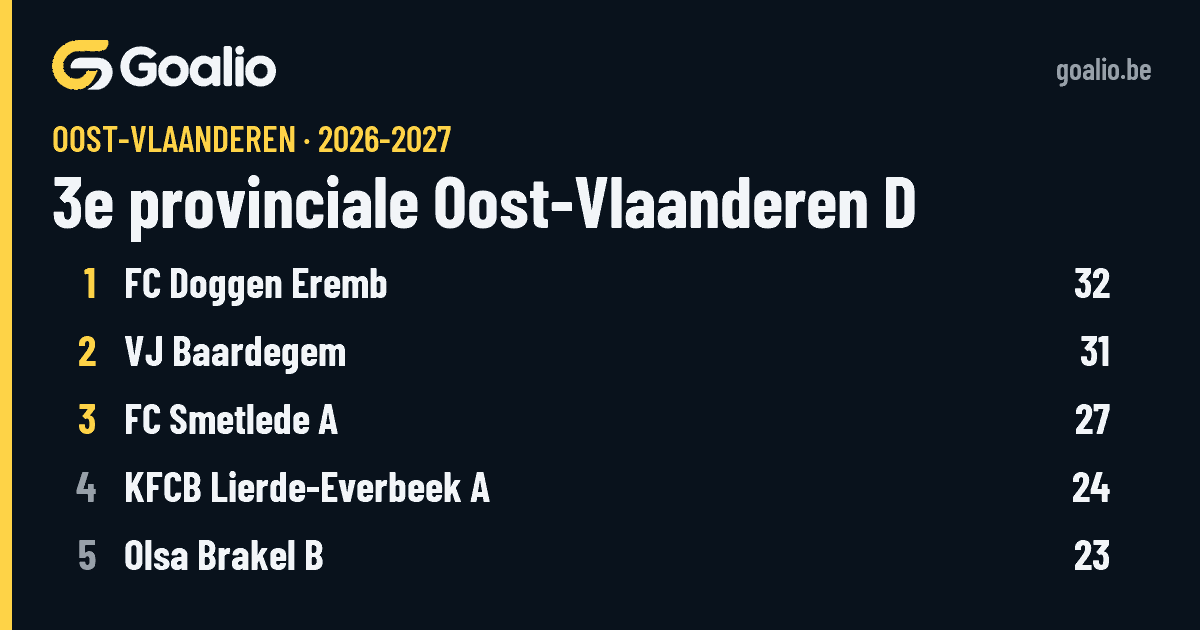 Goalio
goalio.be
OOST-VLAANDEREN · 2026-2027
3e provinciale Oost-Vlaanderen D
1 FC Doggen Eremb 32
2 VJ Baardegem 31
3 FC Smetlede A 27
4 KFCB Lierde-Everbeek A 24
5 Olsa Brakel B 23